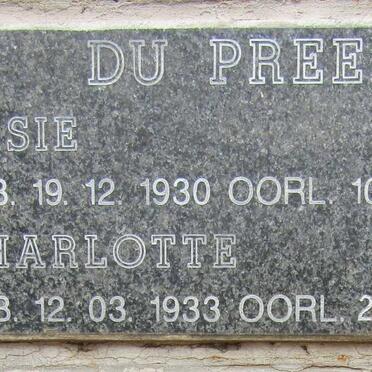 DU PREE
SIE
19. 12. 1930 OORL. 10
HARLOTTE
12. 03. 1933 OORL. 2